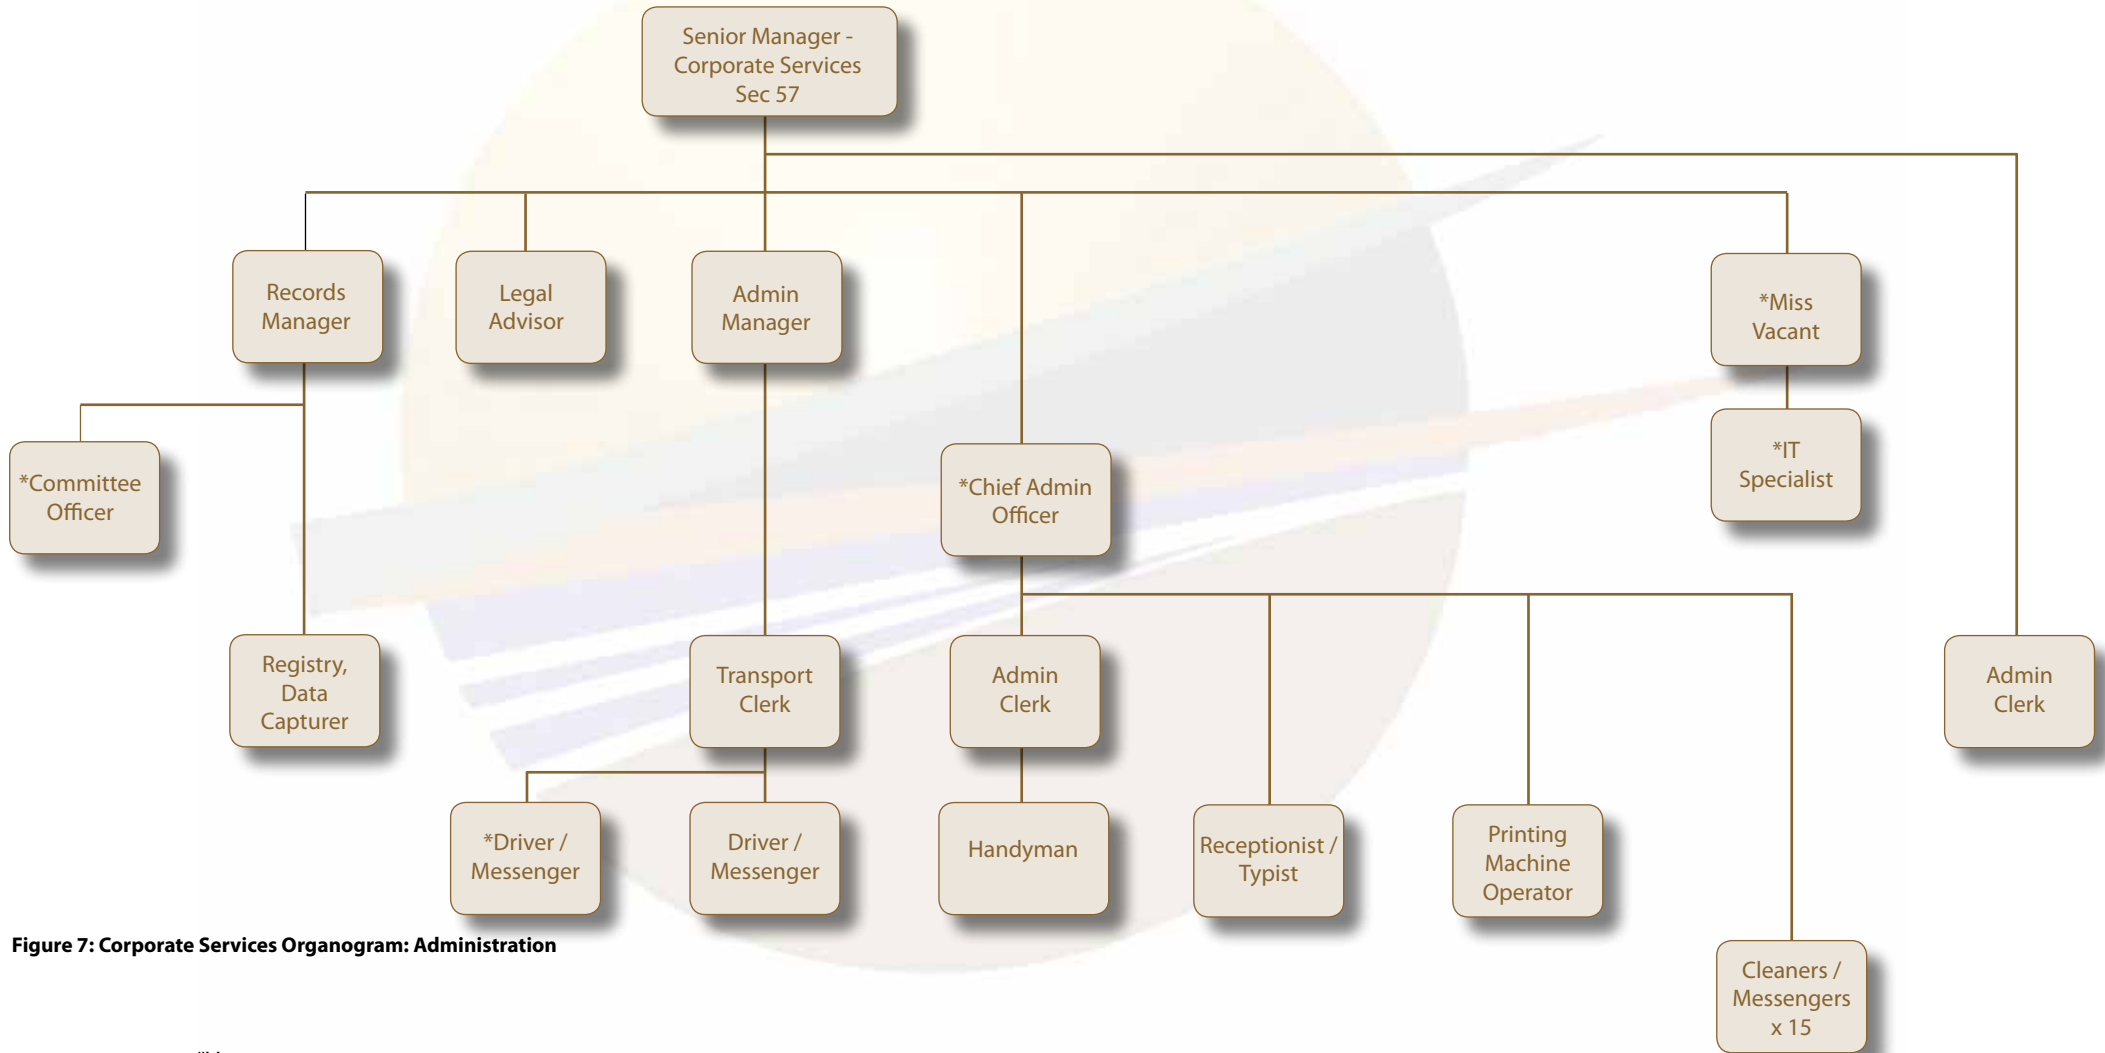 Senior Manager -
Corporate Services
Sec 57
Records
Manager
Legal
Advisor
Admin
Manager
*Miss
Vacant
*Committee
Officer
*Chief Admin
Officer
*IT
Specialist
Registry,
Data
Capturer
Transport
Clerk
Admin
Clerk
Admin
Clerk
*Driver /
Messenger
Driver /
Messenger
Handyman
Receptionist /
Typist
Printing
Machine
Operator
Cleaners /
Messengers
x 15
Figure 7: Corporate Services Organogram: Administration